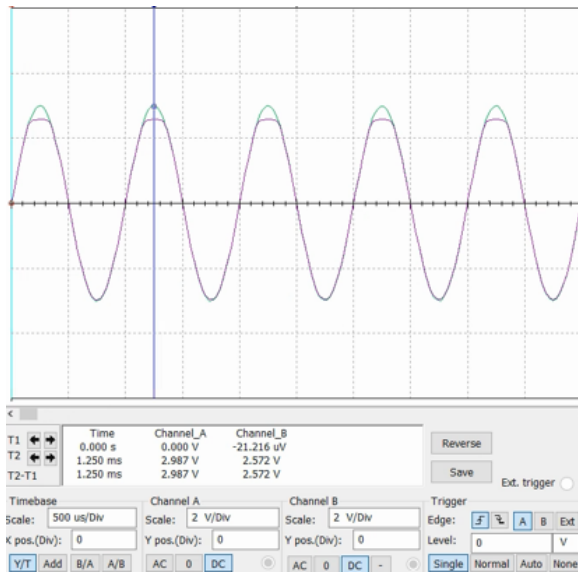 <
Time Channel_A Channel_B
T1 0.000 s 0.000 V -21.216 uV
T2 1.250 ms 2.987 V 2.572 V
T2-T1 1.250 ms 2.987 V 2.572 V
Reverse
Save
Ext. trigger
Timebase Channel A Channel B Trigger
Scale: 500 us/Div Scale: 2 V/Div Scale: 2 V/Div Edge: A B Ext
X pos.(Div): 0 Y pos.(Div): 0 Y pos.(Div): 0 Level: 0 V
Y/T Add B/A A/B AC 0 DC AC 0 DC - Single Normal Auto None